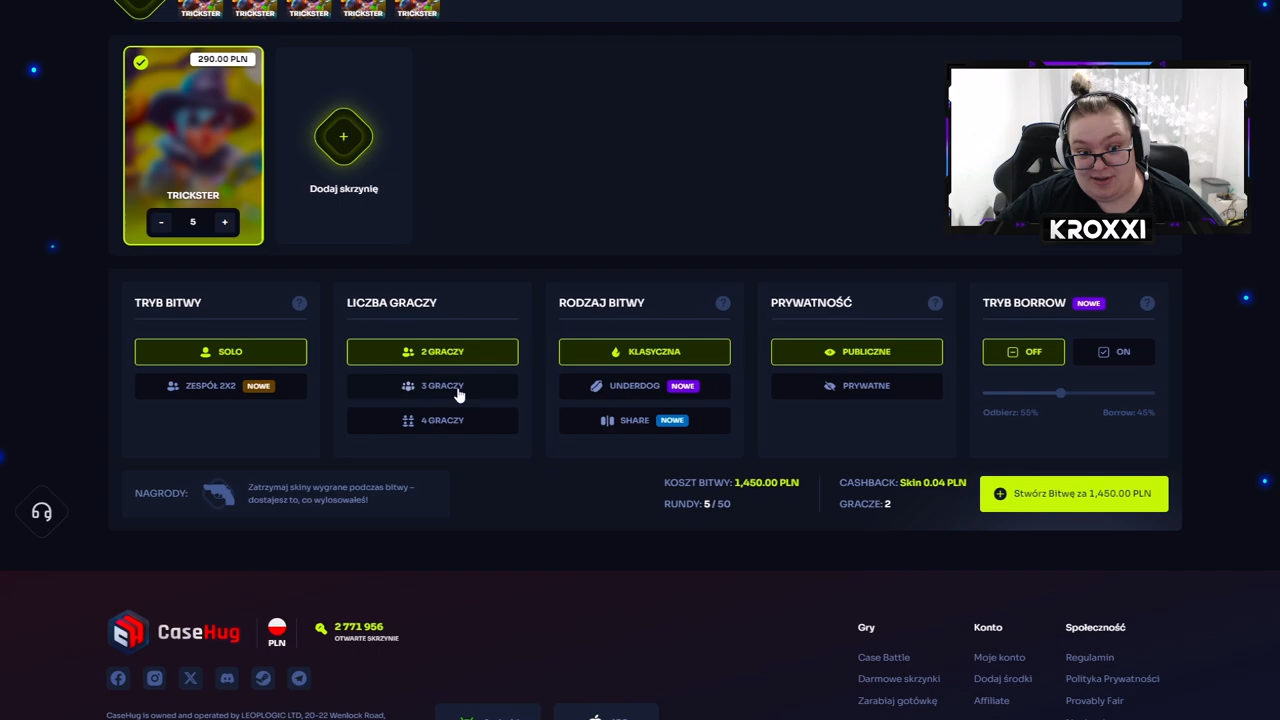 TRICKSTER TRICKSTER TRICKSTER TRICKSTER TRICKSTER
290.00 PLN
TRICKSTER
- 5 +
+
Dodaj skrzynię
KROXXI
TRYB BITWY ?
SOLO
ZESPÓŁ 2X2 NOWE
LICZBA GRACZY
2 GRACZY
3 GRACZY
4 GRACZY
RODZAJ BITWY ?
KLASYCZNA
UNDERDOG NOWE
SHARE NOWE
PRYWATNOŚĆ ?
PUBLICZNE
PRYWATNE
TRYB BORROW NOWE ?
OFF ON
Odbierz: 55% Borrow: 45%
NAGRODY:
Zatrzymaj skiny wygrane podczas bitwy –
dostajesz to, co wylosowałeś!
KOSZT BITWY: 1,450.00 PLN
RUNDY: 5 / 50
CASHBACK: Skin 0.04 PLN
GRACZE: 2
Stwórz Bitwę za 1,450.00 PLN
CaseHug
PLN
2 771 956
OTWARTE SKRZYNIE
CaseHug is owned and operated by LEOPLOGIC LTD, 20-22 Wenlock Road,
Gry
Case Battle
Darmowe skrzynki
Zarabiaj gotówkę
Konto
Moje konto
Dodaj środki
Affiliate
Społeczność
Regulamin
Polityka Prywatności
Provably Fair